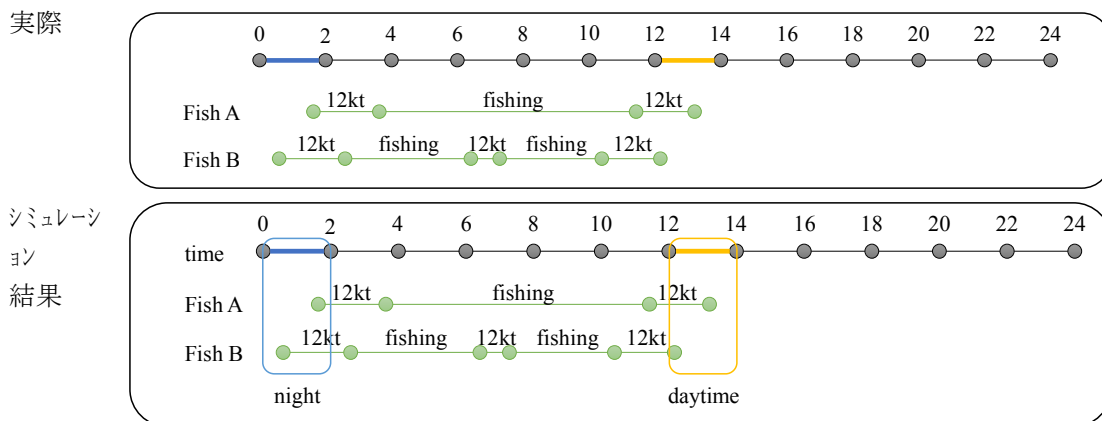 実際
0 2 4 6 8 10 12 14 16 18 20 22 24
12kt fishing 12kt
Fish A
12kt fishing 12kt fishing 12kt
Fish B
シミュレーシ
ョン
結果
0 2 4 6 8 10 12 14 16 18 20 22 24
time
12kt fishing 12kt
Fish A
12kt fishing 12kt fishing 12kt
Fish B
night daytime